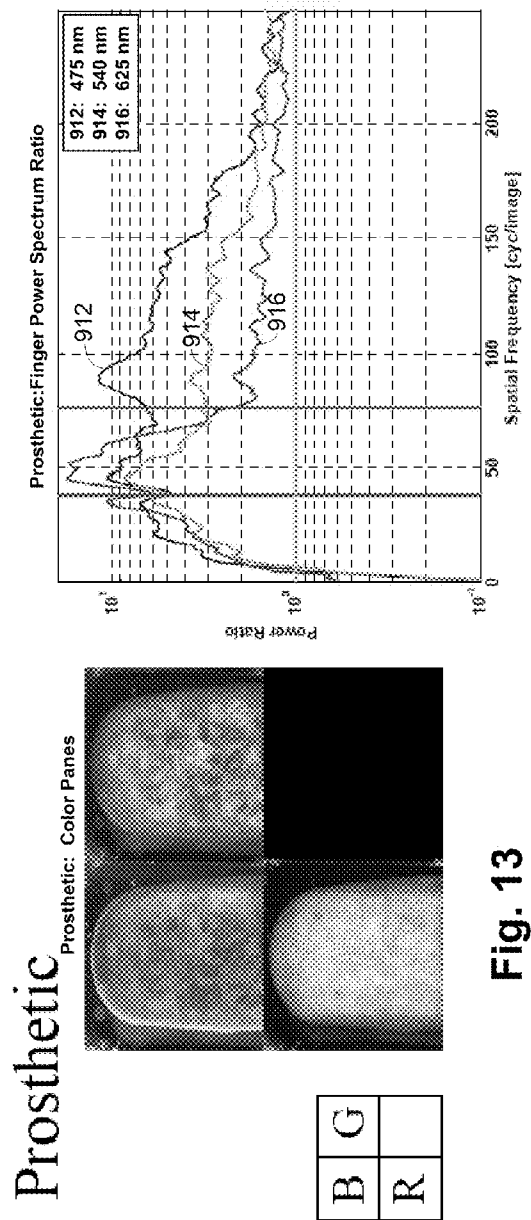 Prosthetic
Prosthetic: Color Panes
B G
R
Prosthetic:Finger Power Spectrum Ratio
912: 475 nm
914: 540 nm
916: 625 nm
912
914
916
Power Ratio
0
50
100
150
200
Spatial Frequency [cyc/image]
Fig. 13